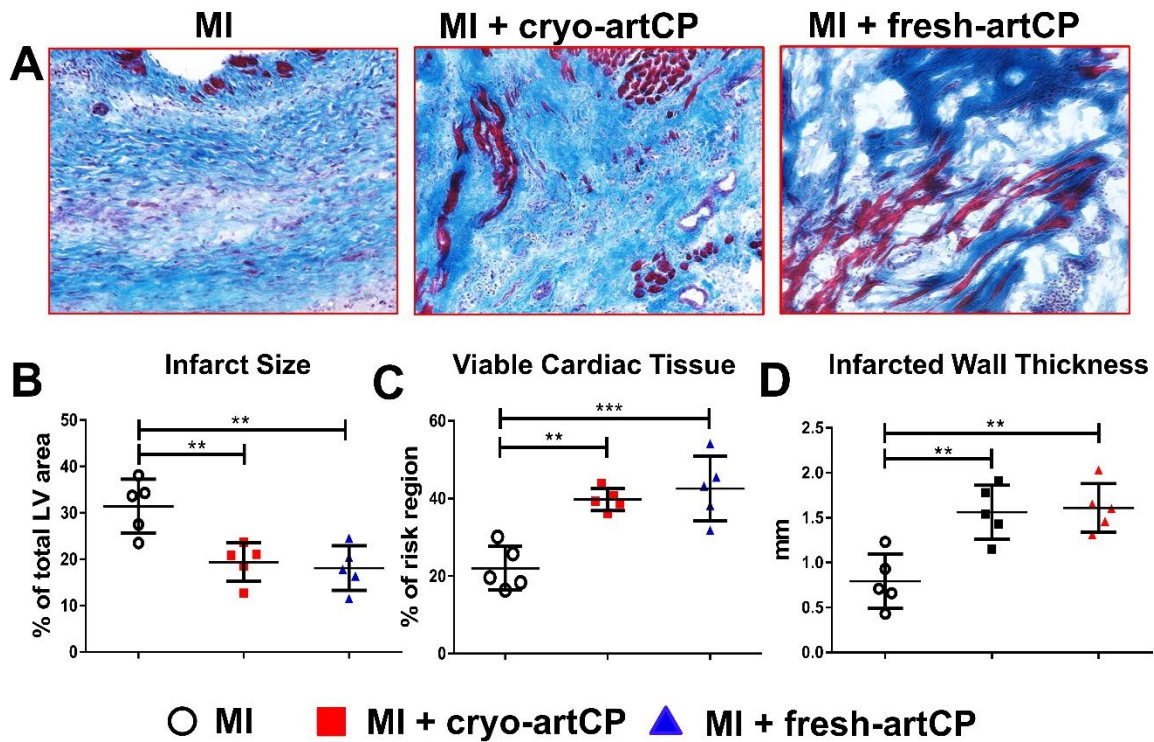 MI
MI + cryo-artCP
MI + fresh-artCP
A
B
Infarct Size
% of total LV area
50
40
30
20
10
0
**
**
C
Viable Cardiac Tissue
% of risk region
60
40
20
0
***
**
D
Infarcted Wall Thickness
mm
2.5
2.0
1.5
1.0
0.5
0.0
**
**
MI
MI + cryo-artCP
MI + fresh-artCP